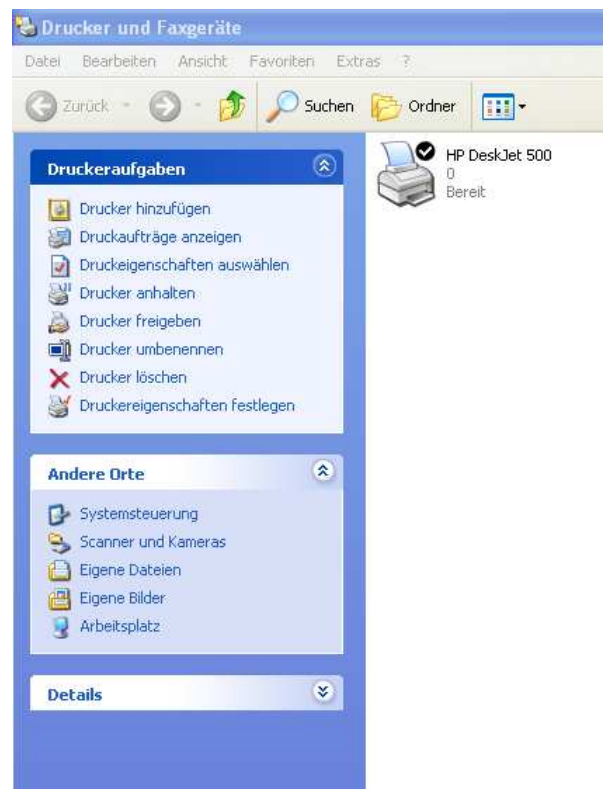 Drucker und Faxgeräte
Datei Bearbeiten Ansicht Favoriten Extras ?
Zurück Suchen Ordner
Druckeraufgaben
Drucker hinzufügen
Druckaufträge anzeigen
Druckeigenschaften auswählen
Drucker anhalten
Drucker freigeben
Drucker umbenennen
Drucker löschen
Druckereigenschaften festlegen
Andere Orte
Systemsteuerung
Scanner und Kameras
Eigene Dateien
Eigene Bilder
Arbeitsplatz
Details
HP DeskJet 500
0
Bereit